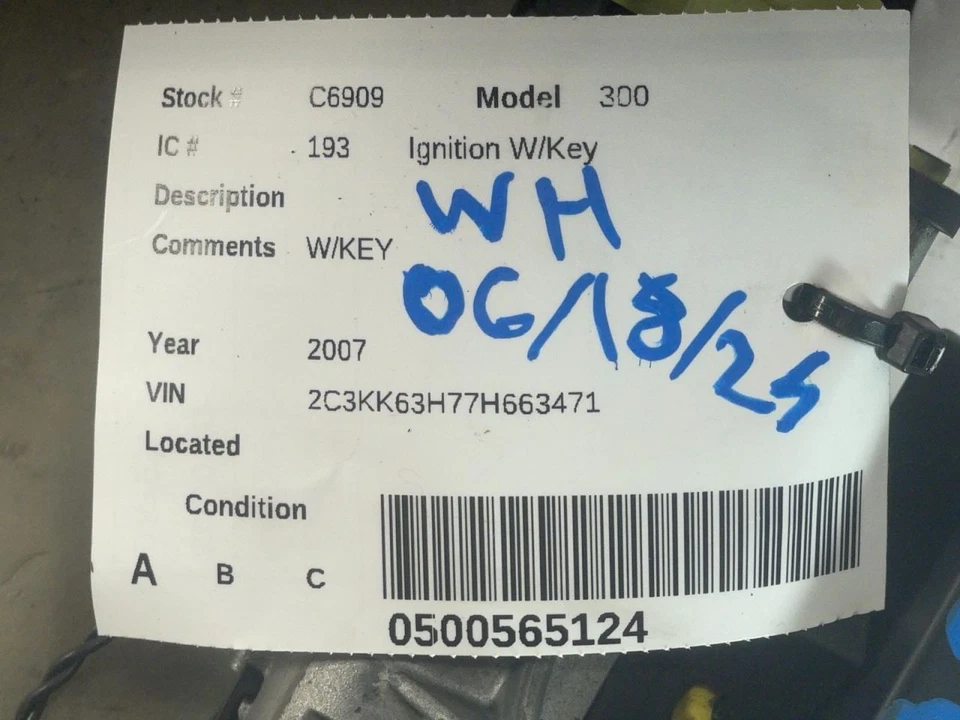 Stock # C6909 Model 300
IC # 193 Ignition W/Key
WH
Description
Comments W/KEY
06/18/25
Year 2007
VIN 2C3KK63H77H663471
Located
Condition
A B C
0500565124